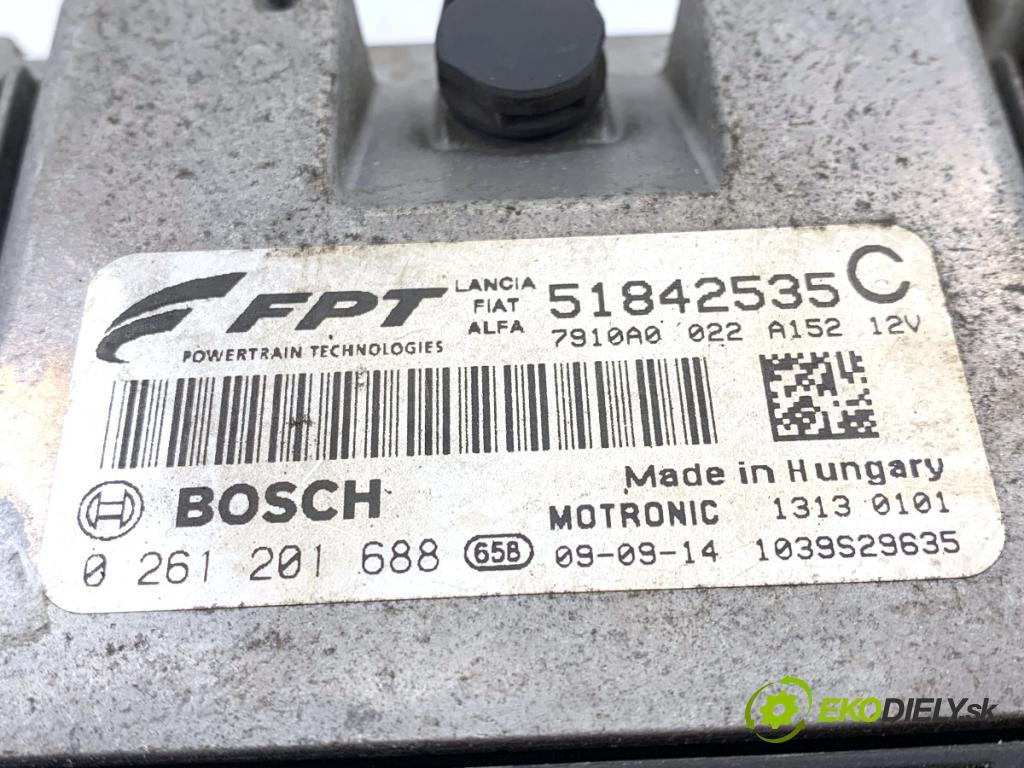 FPT
POWERTRAIN TECHNOLOGIES
LANCIA
FIAT
ALFA
51842535 C
7910A0 022 A152 12V
BOSCH
Made in Hungary
MOTRONIC 1313 0101
0 261 201 688 658 09-09-14 1039S29635
EKODIELY.sk